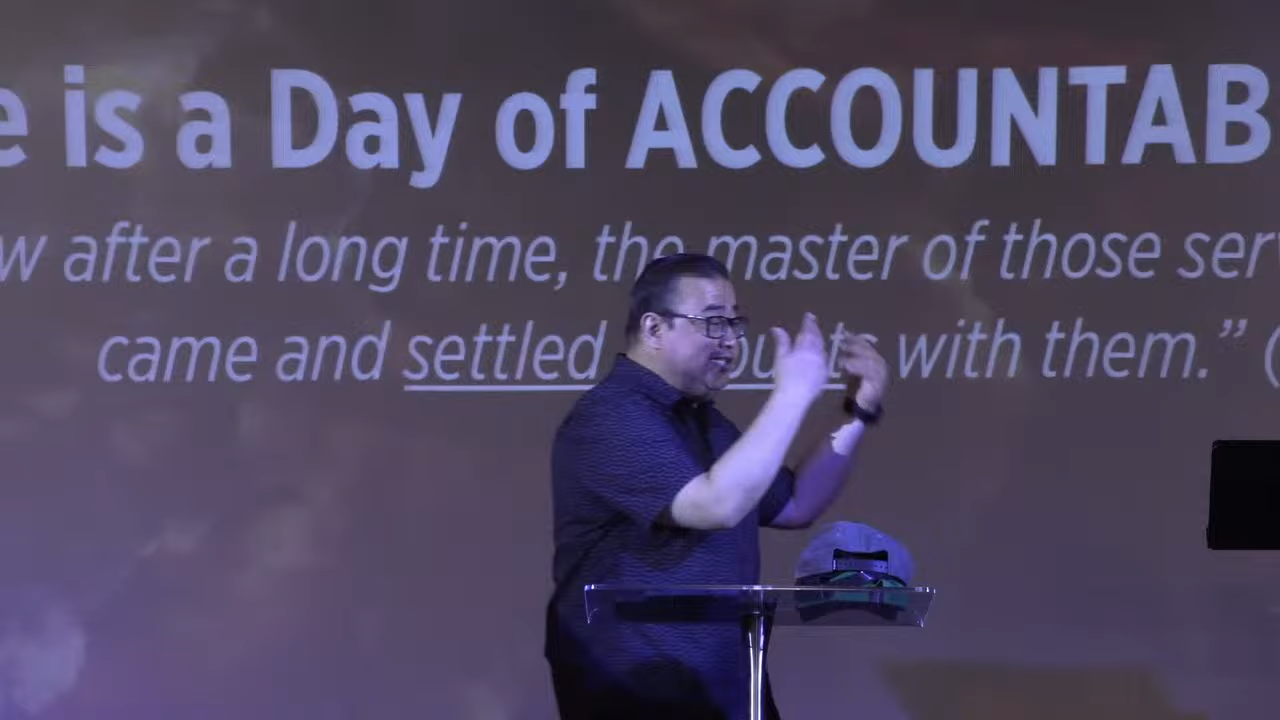 e is a Day of ACCOUNTAB
w after a long time, the master of those ser
came and settled with them.” (